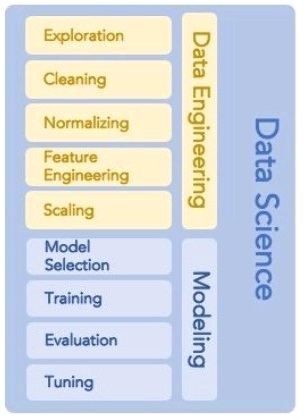 Exploration
Cleaning
Normalizing
Feature
Engineering
Scaling
Data Engineering
Model
Selection
Training
Evaluation
Tuning
Modeling
Data Science